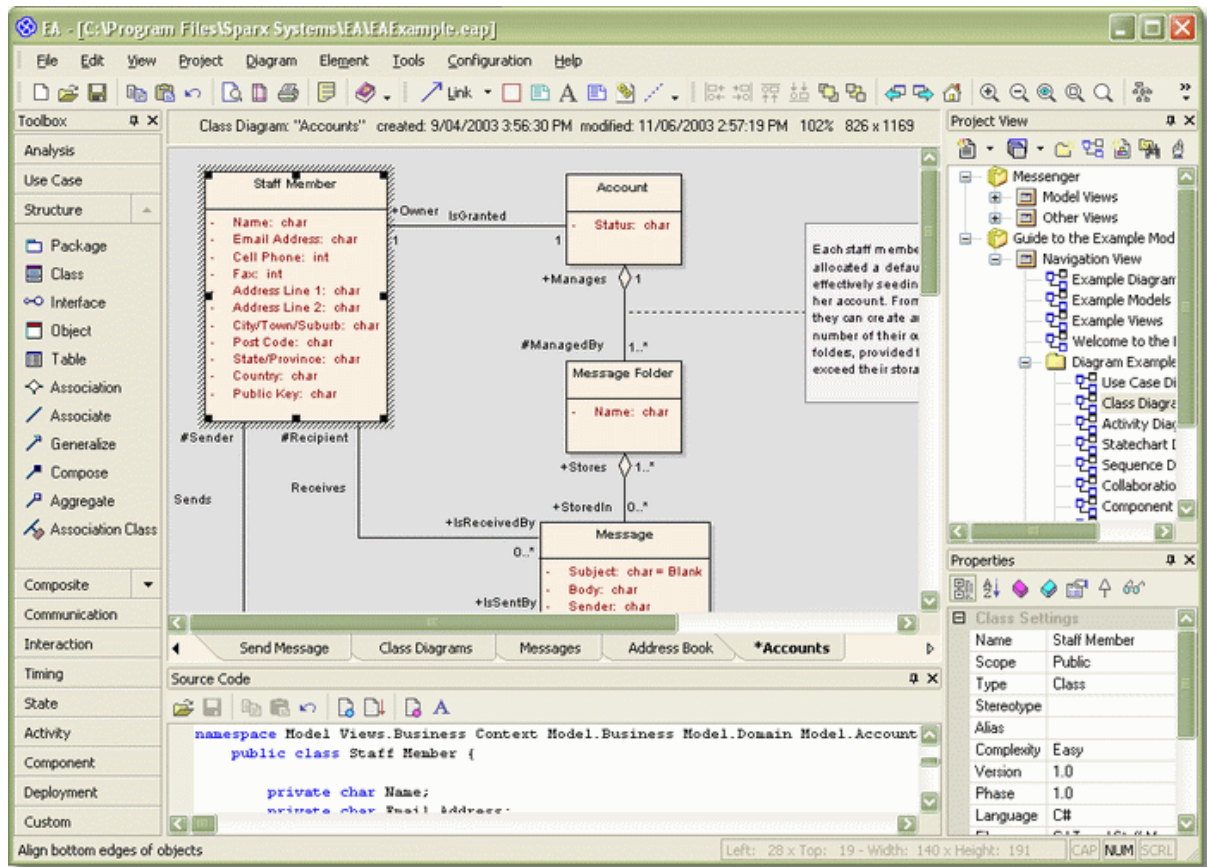 EA - [C:\Program Files\Sparx Systems\EA\EAExample.eap]
File Edit View Project Diagram Element Tools Configuration Help
Link
Toolbox
Analysis
Use Case
Structure
Package
Class
Interface
Object
Table
Association
Associate
Generalize
Compose
Aggregate
Association Class
Composite
Communication
Interaction
Timing
State
Activity
Component
Deployment
Custom
Class Diagram: "Accounts" created: 9/04/2003 3:56:30 PM modified: 11/06/2003 2:57:19 PM 102% 826 x 1169
Staff Member
- Name: char
- Email Address: char
- Cell Phone: int
- Fax: int
- Address Line 1: char
- Address Line 2: char
- City/Town/Suburb: char
- Post Code: char
- State/Province: char
- Country: char
- Public Key: char
+Owner IsGranted
1 1
Account
- Status: char
+Manages 1
#ManagedBy 1..*
Message Folder
- Name: char
+Stores 1..*
+StoredIn 0..*
#Sender #Recipient
Sends Receives
+IsReceivedBy
0..*
+IsSentBy
Message
- Subject: char = Blank
- Body: char
- Sender: char
Each staff membe
allocated a defau
effectively seedin
her account. From
they can create a
number of their o
folders, provided
exceed their stora
Send Message Class Diagrams Messages Address Book *Accounts
Source Code
namespace Model Views.Business Context Model.Business Model.Domain Model.Account
public class Staff Member {
private char Name;
private char Email Address;
Project View
Messenger
Model Views
Other Views
Guide to the Example Mod
Navigation View
Example Diagram
Example Models
Example Views
Welcome to the
Diagram Example
Use Case Di
Class Diagra
Activity Diag
Statechart D
Sequence D
Collaboratio
Component
Properties
Class Settings
Name Staff Member
Scope Public
Type Class
Stereotype
Alias
Complexity Easy
Version 1.0
Phase 1.0
Language C#
Align bottom edges of objects
Left: 28 x Top: 19 - Width: 140 x Height: 191 CAP NUM SCRL